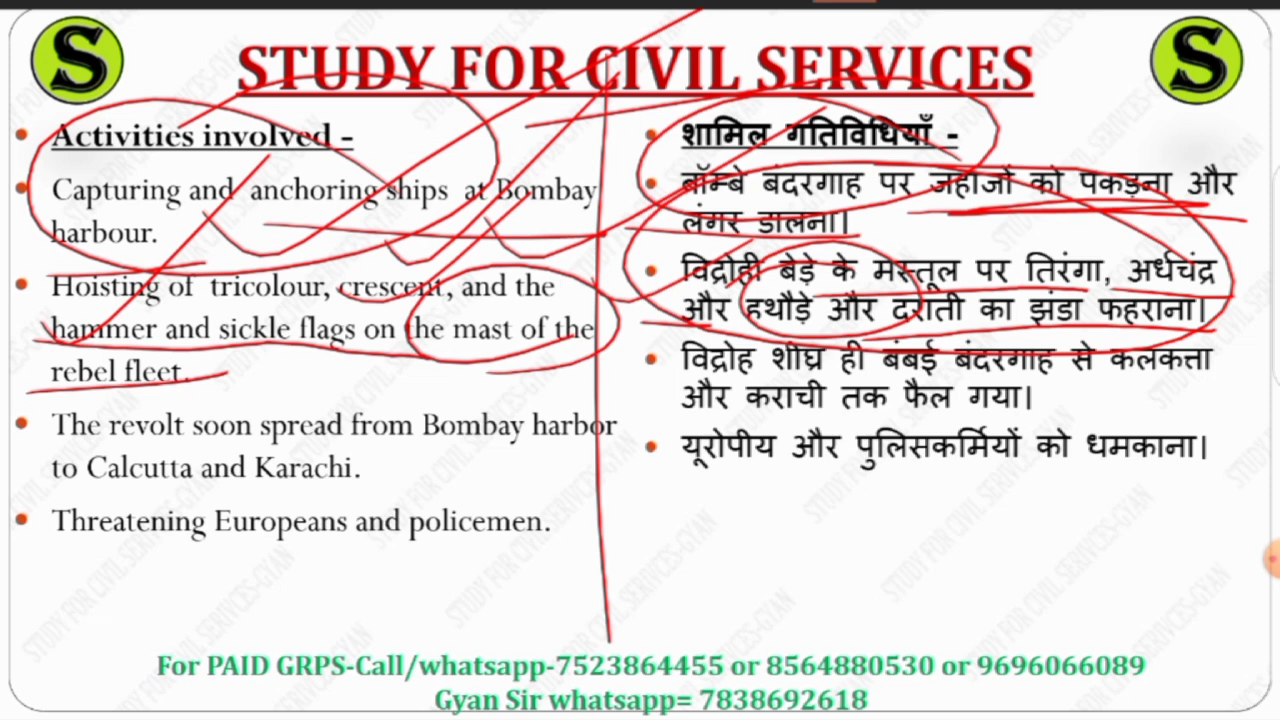 S
STUDY FOR CIVIL SERVICES
S
Activities involved -
Capturing and anchoring ships at Bombay
harbour.
Hoisting of tricolour, crescent, and the
hammer and sickle flags on the mast of the
rebel fleet.
The revolt soon spread from Bombay harbor
to Calcutta and Karachi.
Threatening Europeans and policemen.
शामिल गतिविधियाँ -
बॉम्बे बंदरगाह पर जहाजों को पकड़ना और
लंगर डालना।
विद्रोही बेड़े के मस्तूल पर तिरंगा, अर्धचंद्र
और हथौड़े और दरांती का झंडा फहराना।
विद्रोह शीघ्र ही बंबई बंदरगाह से कलकत्ता
और कराची तक फैल गया।
यूरोपीय और पुलिसकर्मियों को धमकाना।
For PAID GRPS-Call/whatsapp-7523864455 or 8564880530 or 9696066089
Gyan Sir whatsapp= 7838692618